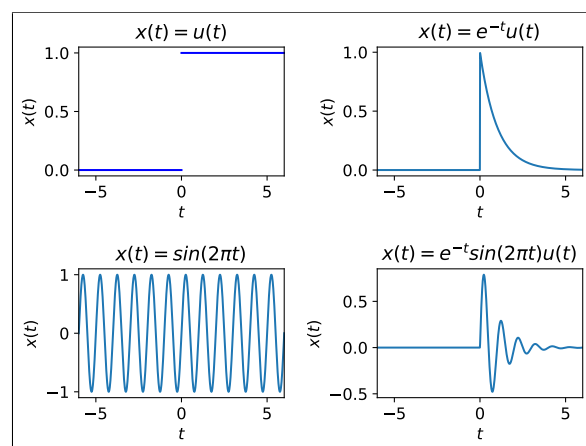 x(t) = u(t)
1.0
0.5
0.0
x(t)
−5 0 5
t
x(t) = e^{−t}u(t)
1.0
0.5
0.0
x(t)
−5 0 5
t
x(t) = sin(2πt)
1
0
−1
x(t)
−5 0 5
t
x(t) = e^{−t}sin(2πt)u(t)
0.5
0.0
−0.5
x(t)
−5 0 5
t